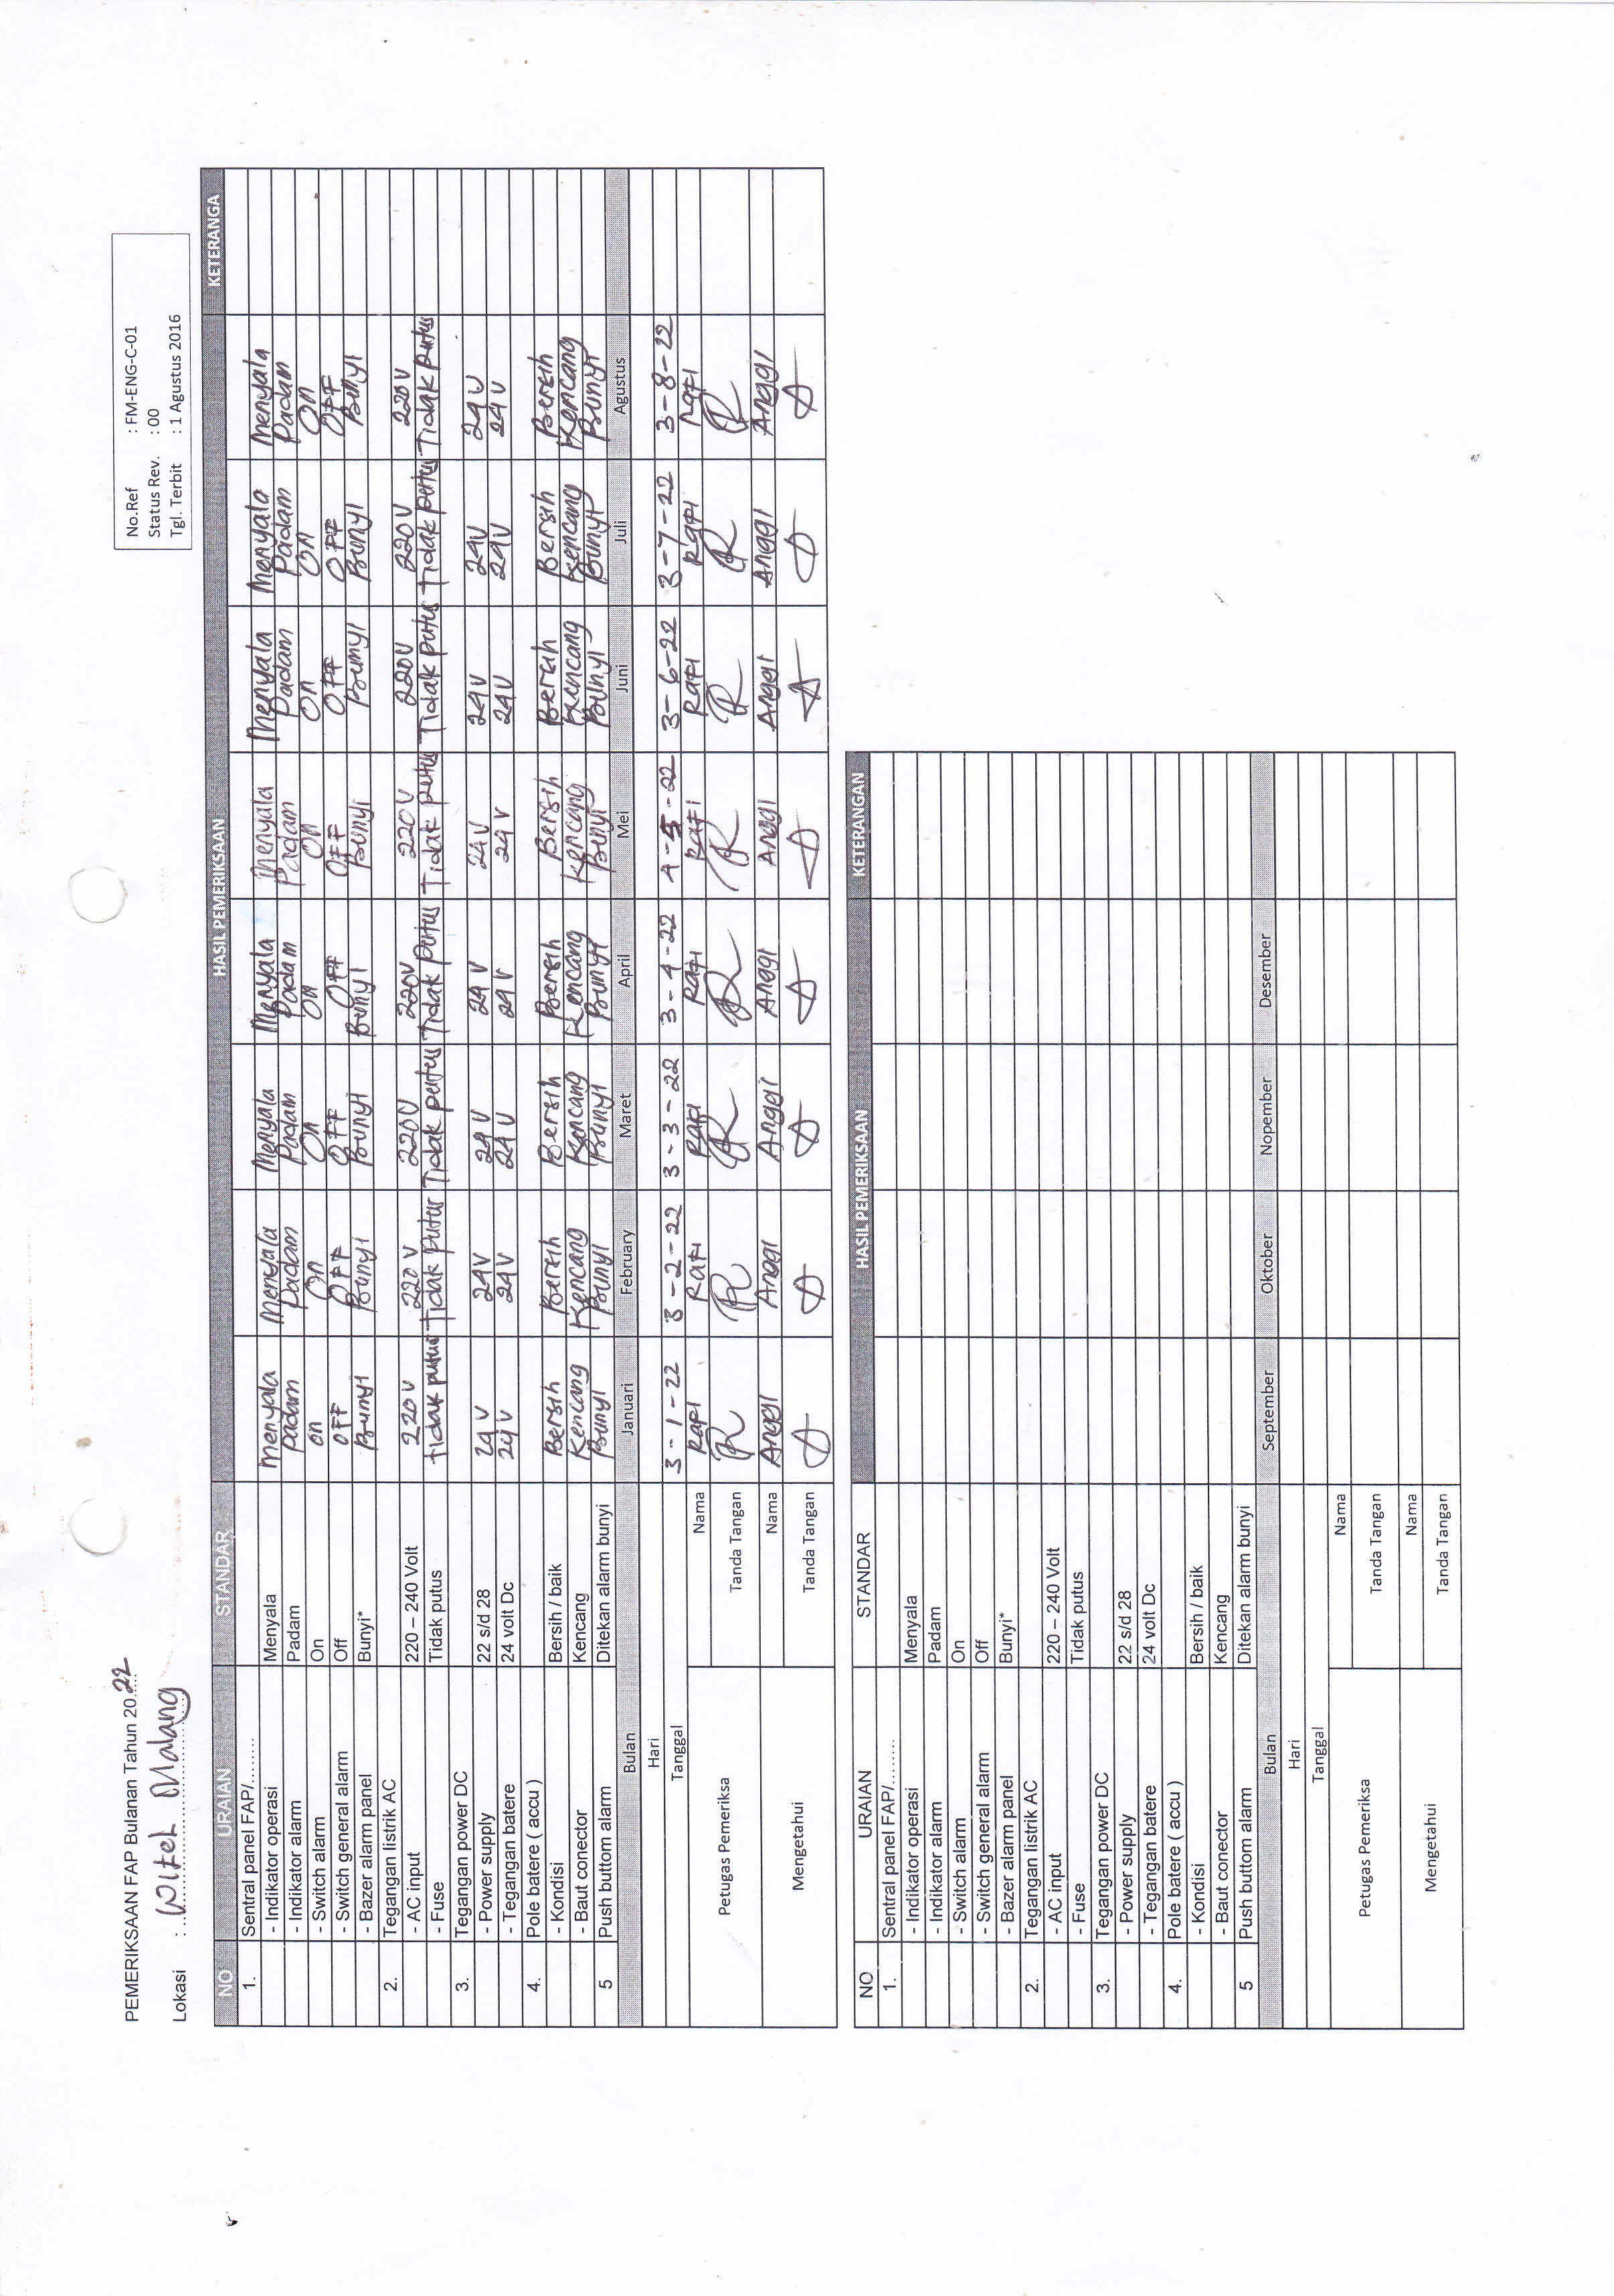 PEMERIKSAAN FAP Bulanan Tahun 20.22
Lokasi : Witel Malang
No.Ref : FM-ENG-C-01
Status Rev. : 00
Tgl. Terbit : 1 Agustus 2016
NO URAIAN STANDAR HASIL PEMERIKSAAN KETERANGA
1. Sentral panel FAP/........
- Indikator operasi Menyala Menyala Menyala Menyala Menyala Menyala Menyala Menyala Menyala
- Indikator alarm Padam Padam Padam Padam Padam Padam Padam Padam Padam
- Switch alarm On On On On On On On On On
- Switch general alarm Off OFF OFF OFF OFF OFF OFF OFF OFF
- Bazer alarm panel Bunyi* Bunyi Bunyi Bunyi Bunyi Bunyi Bunyi Bunyi Bunyi
2. Tegangan listrik AC
- AC input 220 – 240 Volt 220 V 220 V 220V 220V 220V 220V 220V 220V
- Fuse Tidak putus tidak putus Tidak putus Tidak putus Tidak putus Tidak putus Tidak putus Tidak putus Tidak putus
3. Tegangan power DC
- Power supply 22 s/d 28 24 V 24V 24 V 24 V 24V 24V 24V 24V
- Tegangan batere 24 volt Dc 24 V 24V 24V 24V 24V 24V 24V 24V
4. Pole batere ( accu )
- Kondisi Bersih / baik Bersih Bersih Bersih Bersih Bersih Bersih Bersih Bersih
- Baut conector Kencang Kencang Kencang Kencang Kencang Kencang Kencang Kencang Kencang
5 Push buttom alarm Ditekan alarm bunyi Bunyi Bunyi Bunyi Bunyi Bunyi Bunyi Bunyi Bunyi
Bulan Januari February Maret April Mei Juni Juli Agustus
Hari
Tanggal 3-1-22 3-2-22 3-3-22 3-4-22 4-5-22 3-6-22 3-7-22 3-8-22
Petugas Pemeriksa
Nama Rafi Rafi Rafi Rafi Rafi Rafi Rafi Rafi
Tanda Tangan
Mengetahui
Nama Anggi Anggi Anggi Anggi Anggi Anggi Anggi Anggi
Tanda Tangan
NO URAIAN STANDAR HASIL PEMERIKSAAN KETERANGAN
1. Sentral panel FAP/........
- Indikator operasi Menyala
- Indikator alarm Padam
- Switch alarm On
- Switch general alarm Off
- Bazer alarm panel Bunyi*
2. Tegangan listrik AC
- AC input 220 – 240 Volt
- Fuse Tidak putus
3. Tegangan power DC
- Power supply 22 s/d 28
- Tegangan batere 24 volt Dc
4. Pole batere ( accu )
- Kondisi Bersih / baik
- Baut conector Kencang
5 Push buttom alarm Ditekan alarm bunyi
Bulan September Oktober Nopember Desember
Hari
Tanggal
Petugas Pemeriksa
Nama
Tanda Tangan
Mengetahui
Nama
Tanda Tangan